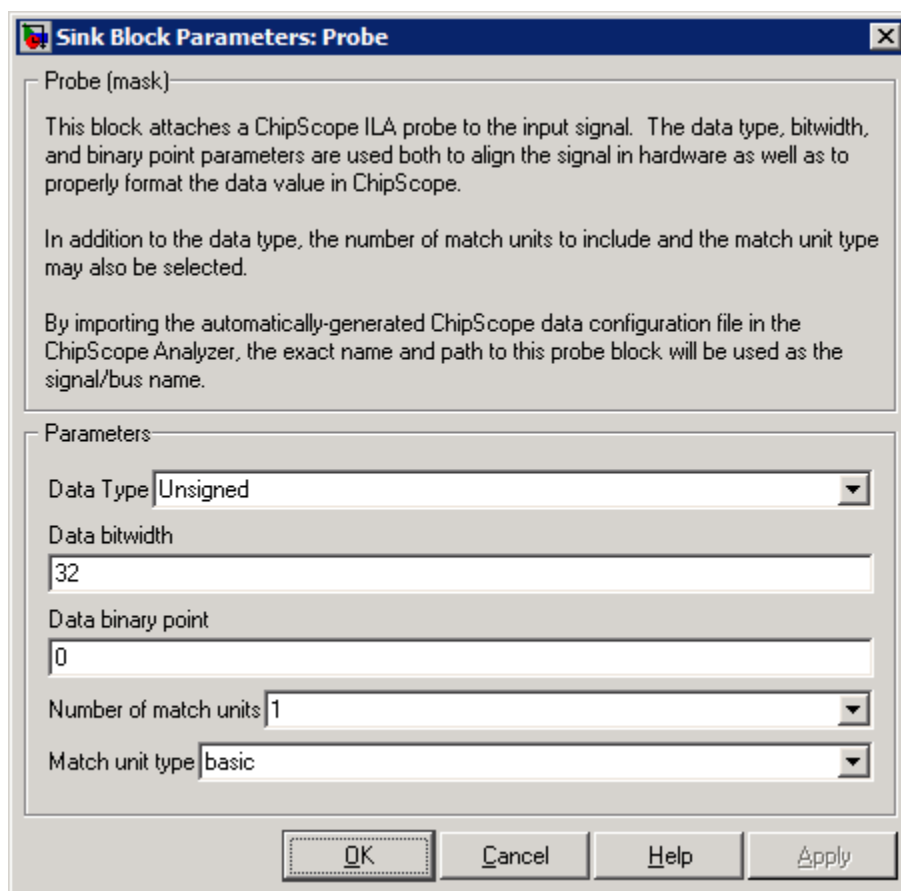 Sink Block Parameters: Probe
Probe (mask)
This block attaches a ChipScope ILA probe to the input signal.  The data type, bitwidth,
and binary point parameters are used both to align the signal in hardware as well as to
properly format the data value in ChipScope.
In addition to the data type, the number of match units to include and the match unit type
may also be selected.
By importing the automatically-generated ChipScope data configuration file in the
ChipScope Analyzer, the exact name and path to this probe block will be used as the
signal/bus name.
Parameters
Data Type Unsigned
Data bitwidth
32
Data binary point
0
Number of match units 1
Match unit type basic
OK Cancel Help Apply